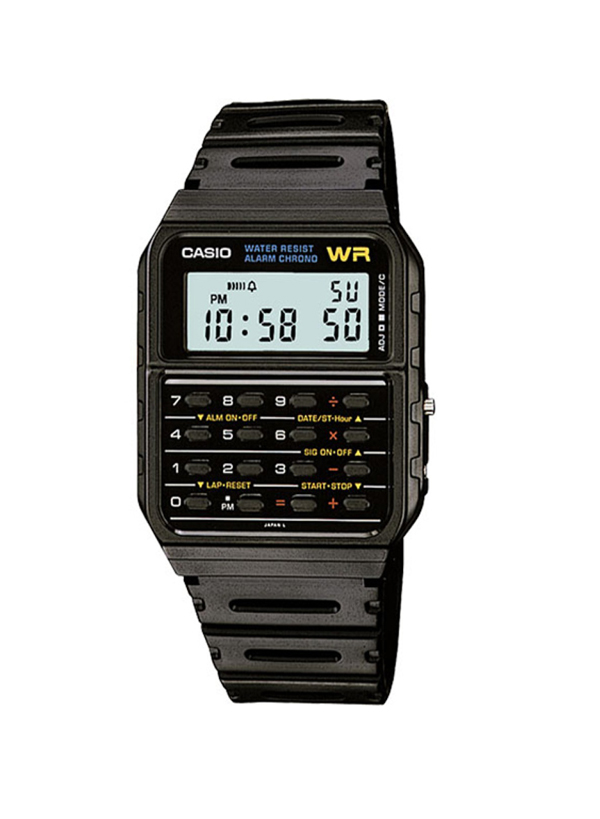 CASIO WATER RESIST WR
ALARM CHRONO
PM SU
10:58 50
ADJ MODE/C
7 8 9 ÷
▼ ALM ON•OFF DATE/ST•Hour ▲
4 5 6 ×
SIG ON•OFF ▲
1 2 3 −
▼ LAP•RESET START•STOP ▼
0 ▪ PM = +
JAPAN L